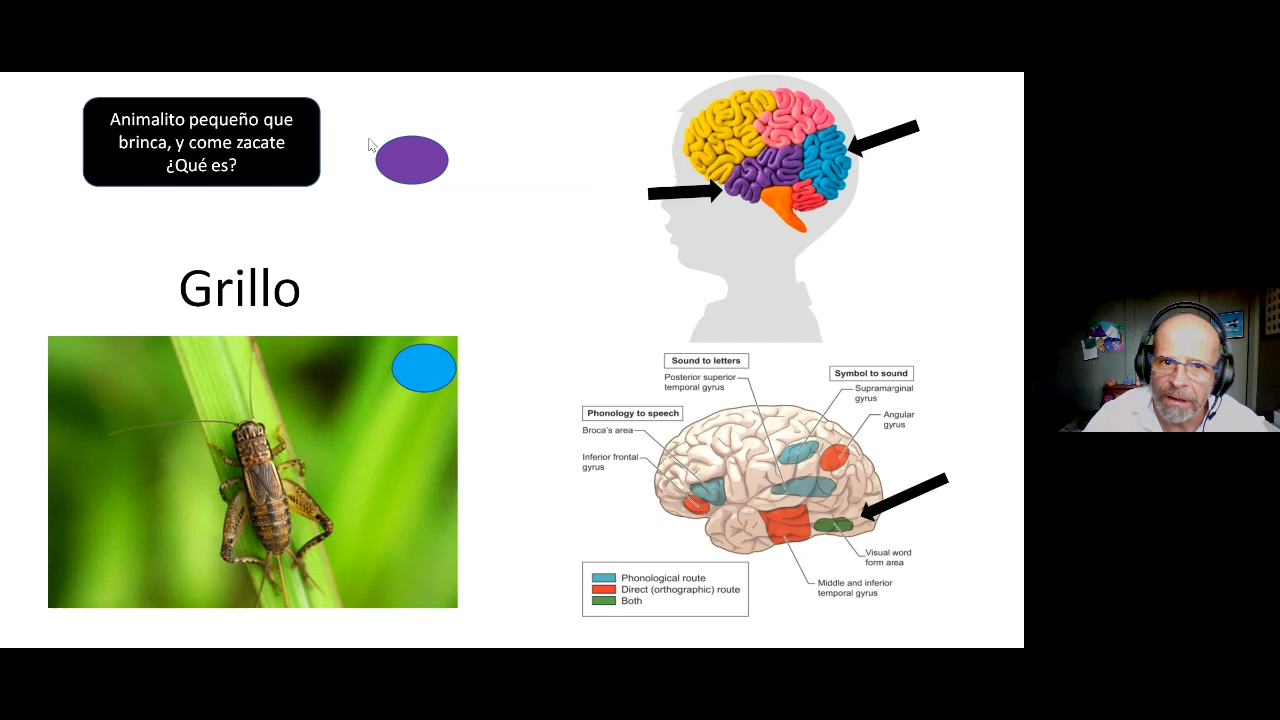 Animalito pequeño que
brinca, y come zacate
¿Qué es?
Grillo
Sound to letters
Posterior superior
temporal gyrus
Symbol to sound
Supramarginal
gyrus
Angular
gyrus
Phonology to speech
Broca's area
Inferior frontal
gyrus
Visual word
form area
Middle and inferior
temporal gyrus
Phonological route
Direct (orthographic) route
Both